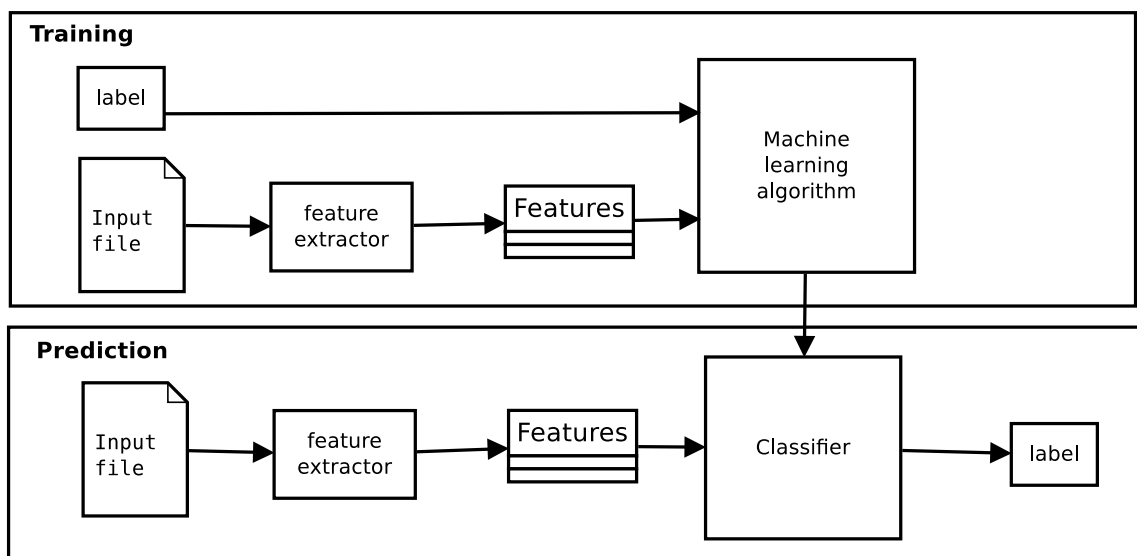 Training
label
Machine
learning
algorithm
Input
file
feature
extractor
Features
Prediction
Input
file
feature
extractor
Features
Classifier
label